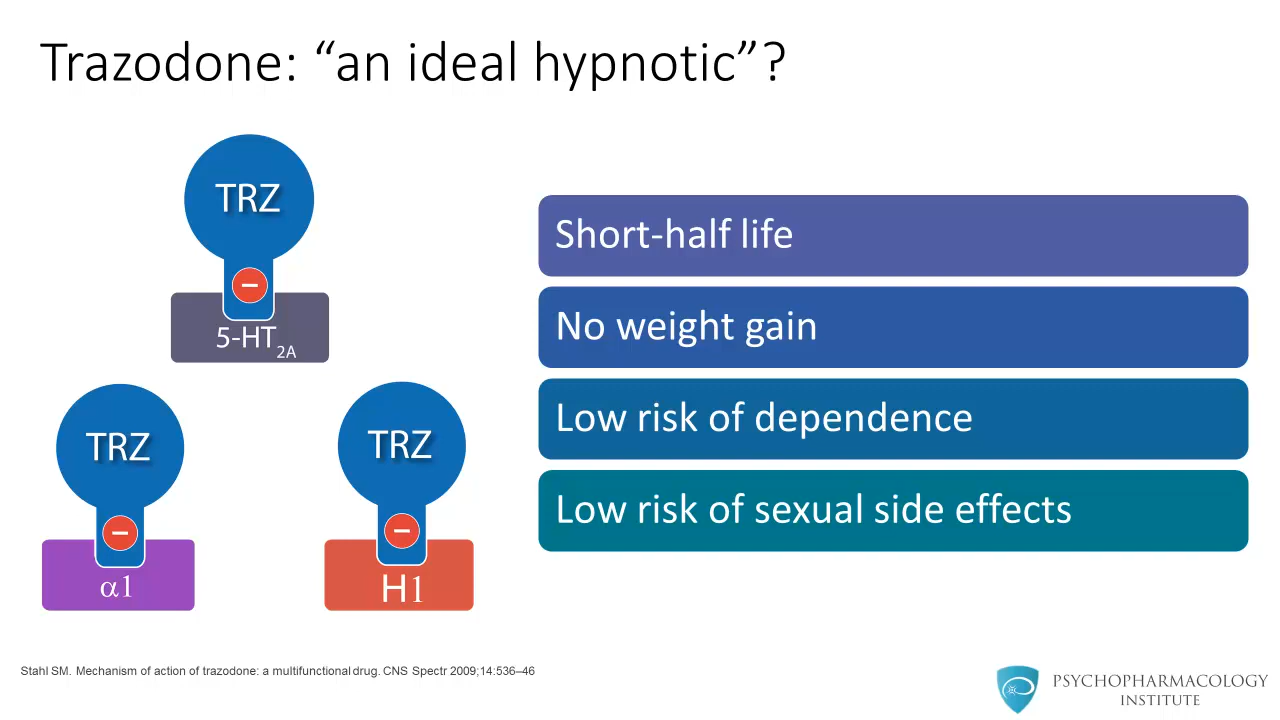 Trazodone: “an ideal hypnotic”?
TRZ
5-HT2A
TRZ
α1
TRZ
H1
Short-half life
No weight gain
Low risk of dependence
Low risk of sexual side effects
Stahl SM. Mechanism of action of trazodone: a multifunctional drug. CNS Spectr 2009;14:536–46
PSYCHOPHARMACOLOGY
INSTITUTE